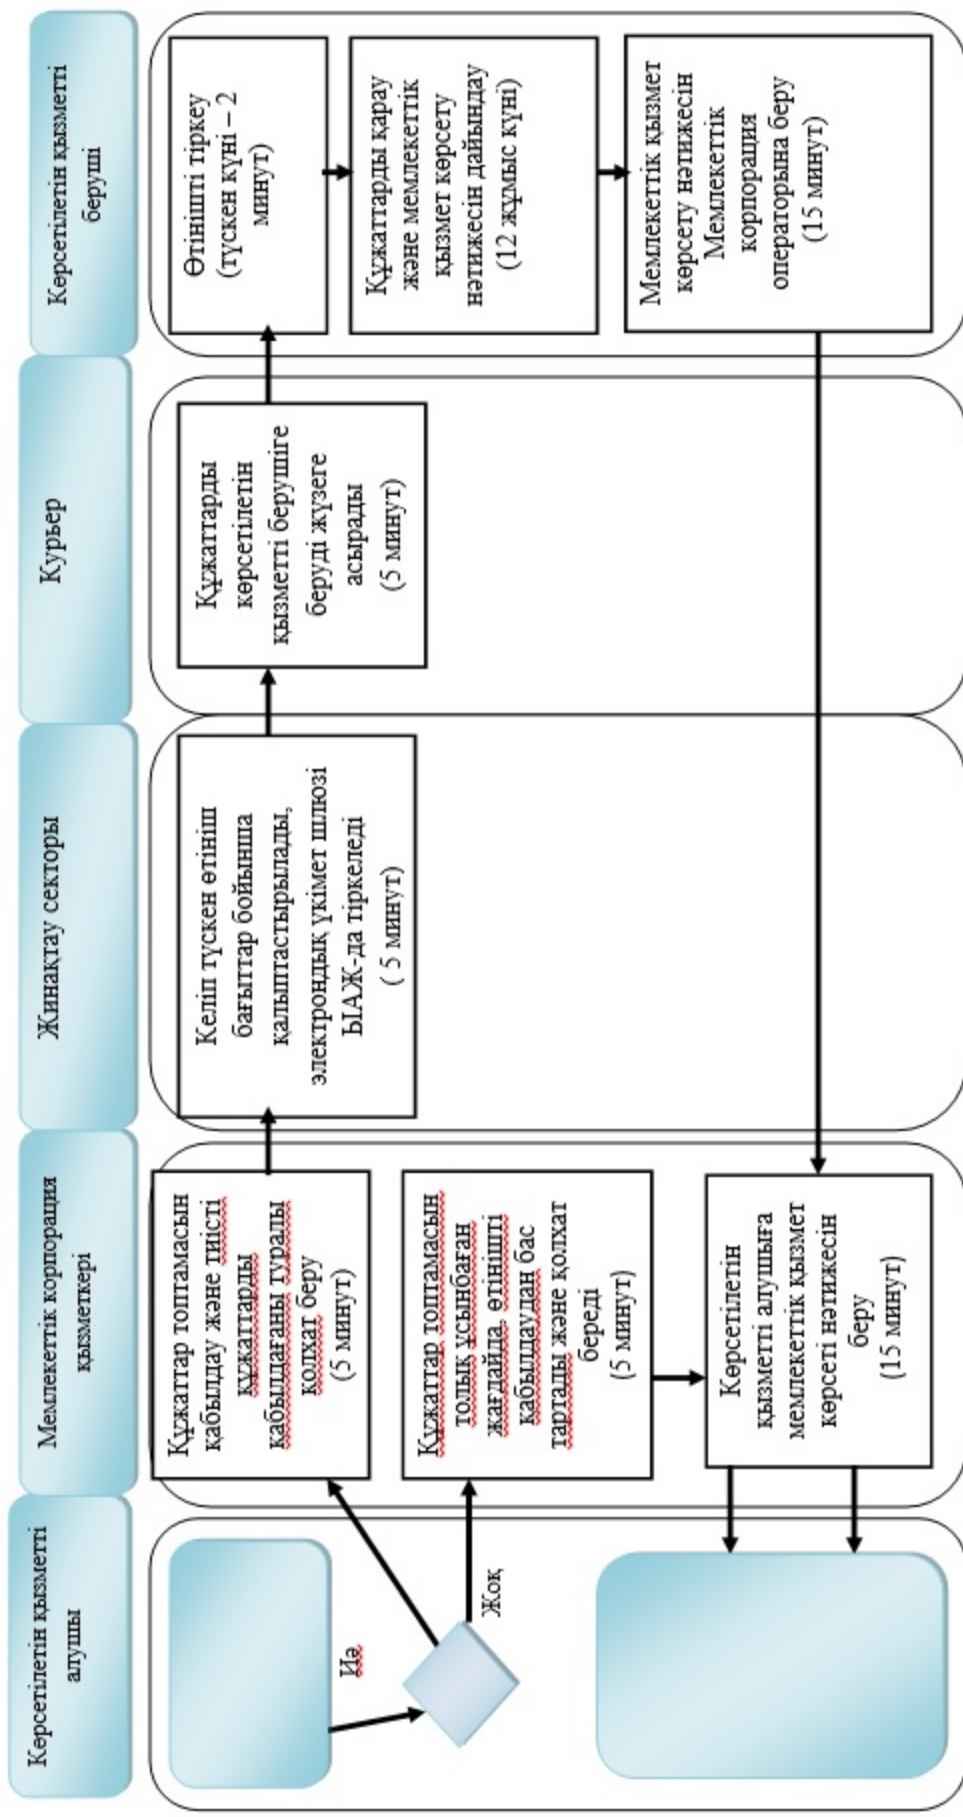 Көрсетілетін қызметті
алушы
Мемлекеттік корпорация
қызметкері
Жинақтау секторы
Курьер
Көрсетілетін қызметті
беруші
Иә
Жоқ
Құжаттар топтамасын
қабылдау және тиісті
құжаттарды
қабылдағаны туралы
қолхат беру
(5 минут)
Құжаттар топтамасын
толық ұсынбаған
жағдайда, өтінішті
қабылдаудан бас
тартады және қолхат
береді
(5 минут)
Көрсетілетін
қызметті алушыға
мемлекеттік қызмет
көрсеті нәтижесін
беру
(15 минут)
Келіп түскен өтініш
бағыттар бойынша
қалыптастырылады,
электрондық үкімет шлюзі
ЫАЖ-да тіркеледі
( 5 минут)
Құжаттарды
көрсетілетін
қызметті берушіге
беруді жүзеге
асырады
(5 минут)
Өтінішті тіркеу
(түскен күні – 2
минут)
Құжаттарды қарау
және мемлекеттік
қызмет көрсету
нәтижесін дайындау
(12 жұмыс күні)
Мемлекеттік қызмет
көрсету нәтижесін
Мемлекеттік
корпорация
операторына беру
(15 минут)